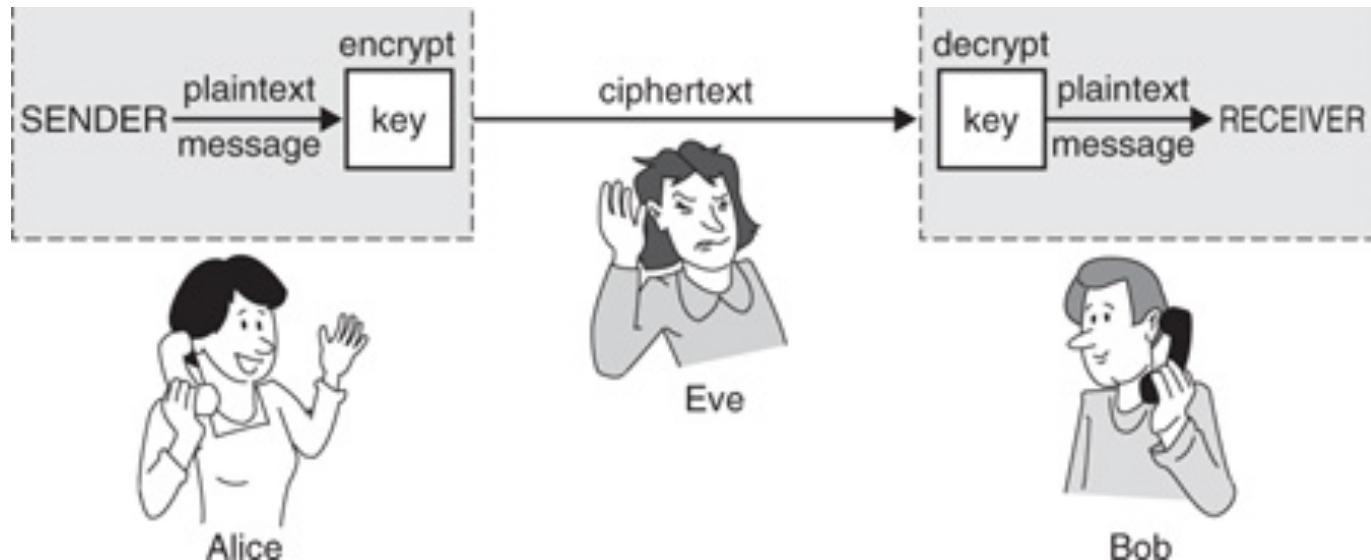 encrypt
decrypt
SENDER
plaintext
message
key
ciphertext
key
plaintext
message
RECEIVER
Eve
Alice
Bob